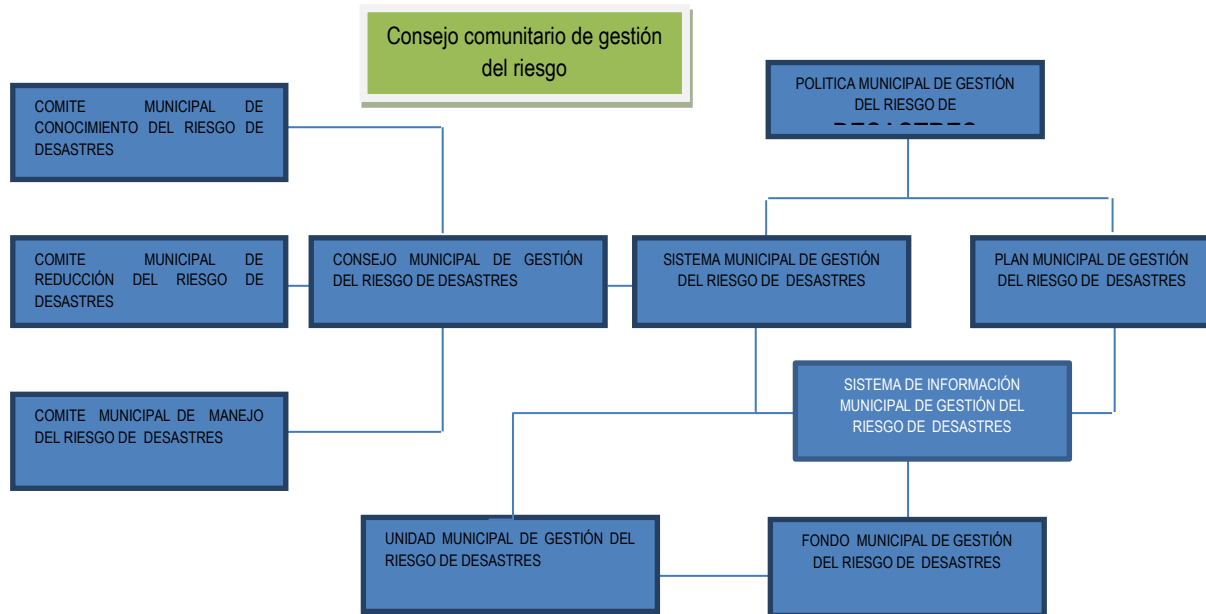 Consejo comunitario de gestión
del riesgo
POLITICA MUNICIPAL DE GESTIÓN
DEL RIESGO DE
COMITE MUNICIPAL DE
CONOCIMIENTO DEL RIESGO DE
DESASTRES
COMITE MUNICIPAL DE
REDUCCIÓN DEL RIESGO DE
DESASTRES
CONSEJO MUNICIPAL DE GESTIÓN
DEL RIESGO DE DESASTRES
SISTEMA MUNICIPAL DE GESTIÓN
DEL RIESGO DE DESASTRES
PLAN MUNICIPAL DE GESTIÓN
DEL RIESGO DE DESASTRES
SISTEMA DE INFORMACIÓN
MUNICIPAL DE GESTIÓN DEL
RIESGO DE DESASTRES
COMITE MUNICIPAL DE MANEJO
DEL RIESGO DE DESASTRES
UNIDAD MUNICIPAL DE GESTIÓN DEL
RIESGO DE DESASTRES
FONDO MUNICIPAL DE GESTIÓN
DEL RIESGO DE DESASTRES